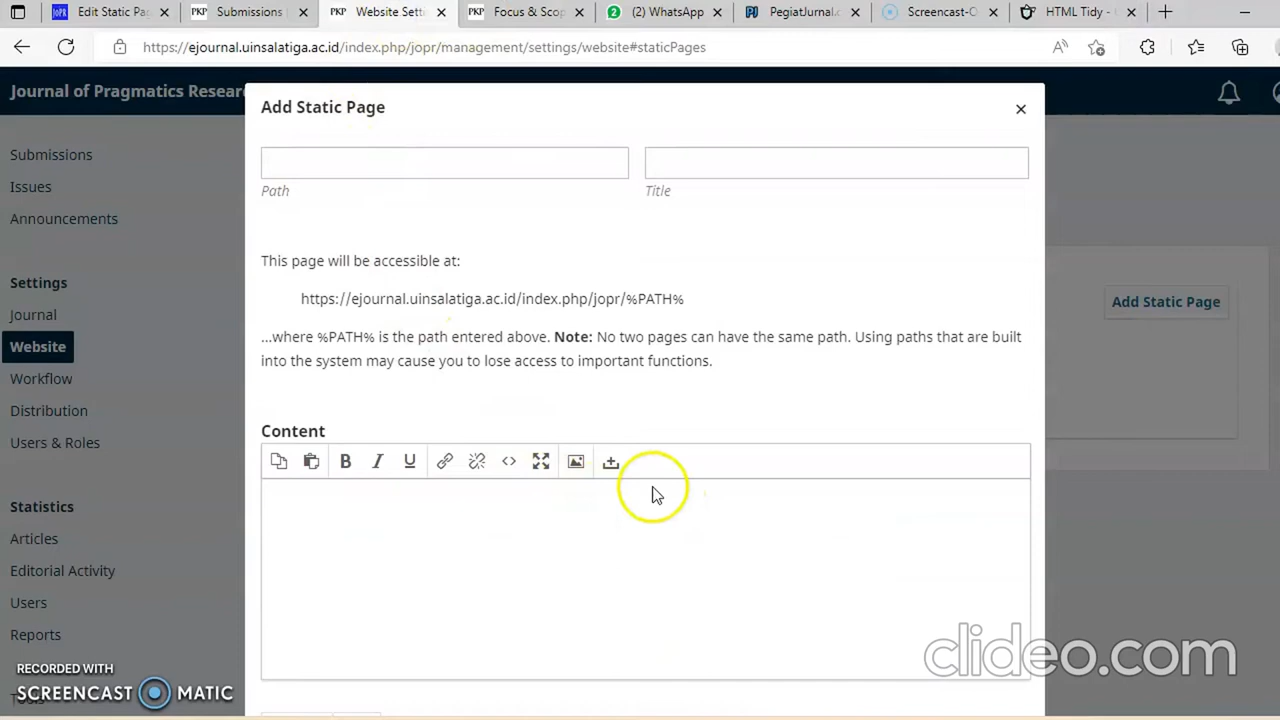 Edit Static Pa
Submissions
Website Sett
Focus & Scop
(2) WhatsApp
PegiatJurnal.c
Screencast-O
HTML Tidy -
https://ejournal.uinsalatiga.ac.id/index.php/jopr/management/settings/website#staticPages
Journal of Pragmatics Resear
Add Static Page
Submissions
Issues
Announcements
Settings
Journal
Website
Workflow
Distribution
Users & Roles
Statistics
Articles
Editorial Activity
Users
Reports
Path
Title
This page will be accessible at:
https://ejournal.uinsalatiga.ac.id/index.php/jopr/%PATH%
...where %PATH% is the path entered above. Note: No two pages can have the same path. Using paths that are built
into the system may cause you to lose access to important functions.
Content
B I U
Add Static Page
RECORDED WITH
SCREENCAST MATIC
clideo.com